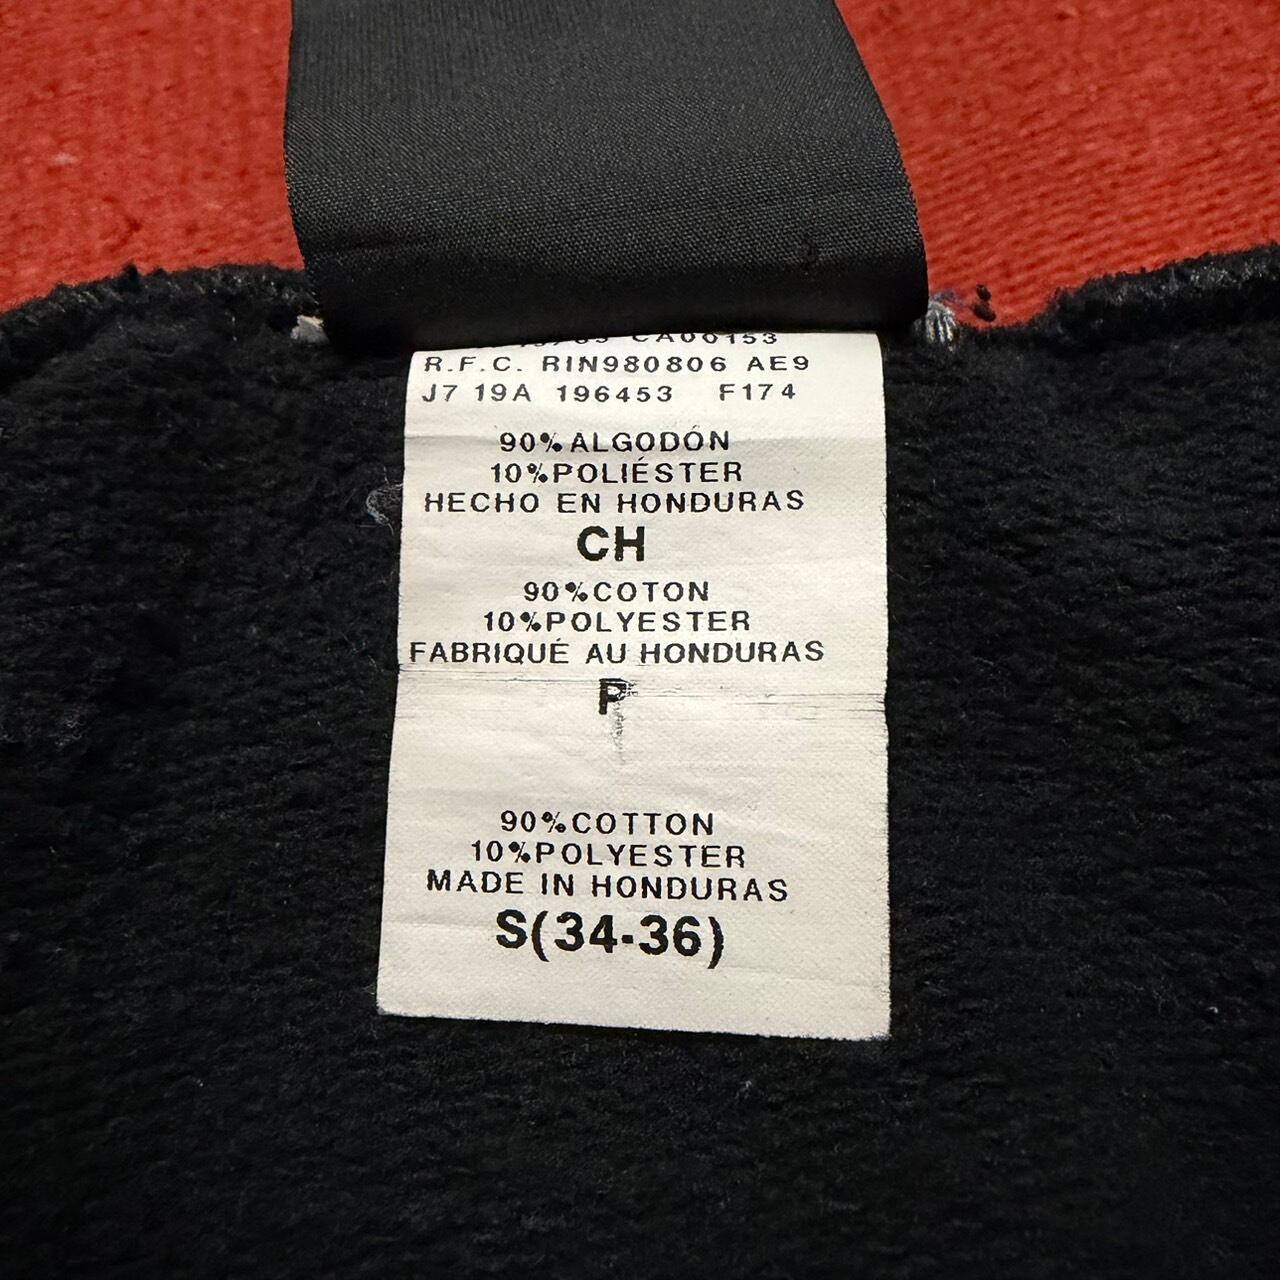 CA00153
R.F.C. RIN980806 AE9
J7 19A 196453 F174
90%ALGODÓN
10%POLIÉSTER
HECHO EN HONDURAS
CH
90%COTON
10%POLYESTER
FABRIQUÉ AU HONDURAS
P
90%COTTON
10%POLYESTER
MADE IN HONDURAS
S(34-36)